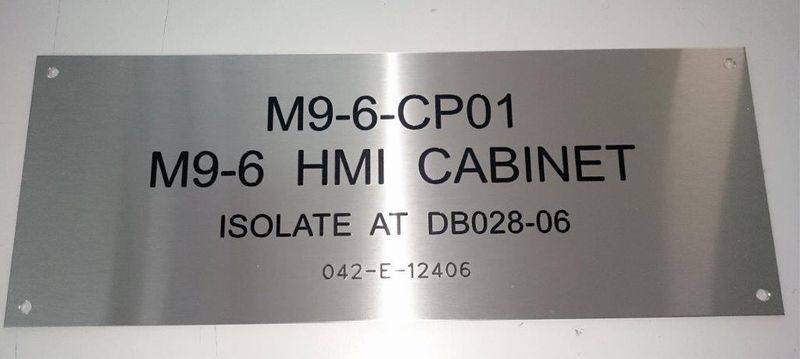 M9-6-CP01
M9-6 HMI CABINET
ISOLATE AT DB028-06
042-E-12406